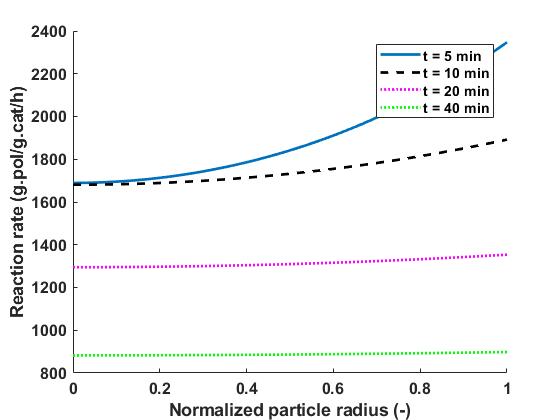 2400
2200
2000
1800
1600
1400
1200
1000
800
Reaction rate (g.pol/g.cat/h)
t = 5 min
t = 10 min
t = 20 min
t = 40 min
0 0.2 0.4 0.6 0.8 1
Normalized particle radius (-)